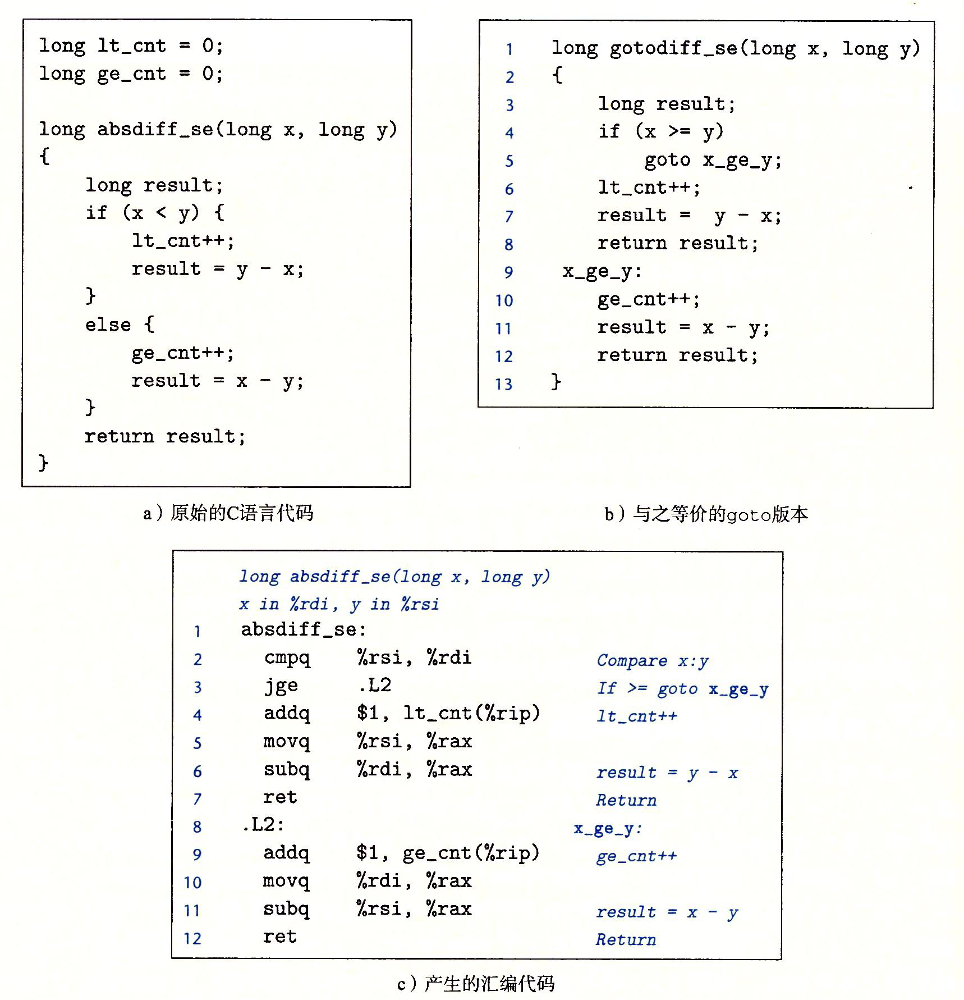 long lt_cnt = 0;
long ge_cnt = 0;
long absdiff_se(long x, long y)
{
    long result;
    if (x < y) {
        lt_cnt++;
        result = y - x;
    }
    else {
        ge_cnt++;
        result = x - y;
    }
    return result;
}
a）原始的C语言代码
1 long gotodiff_se(long x, long y)
2 {
3     long result;
4     if (x >= y)
5         goto x_ge_y;
6     lt_cnt++;
7     result =  y - x;
8     return result;
9  x_ge_y:
10     ge_cnt++;
11     result = x - y;
12     return result;
13 }
b）与之等价的goto版本
long absdiff_se(long x, long y)
x in %rdi, y in %rsi
1 absdiff_se:
2   cmpq    %rsi, %rdi    Compare x:y
3   jge     .L2    If >= goto x_ge_y
4   addq    $1, lt_cnt(%rip)    lt_cnt++
5   movq    %rsi, %rax
6   subq    %rdi, %rax    result = y - x
7   ret    Return
8 .L2:    x_ge_y:
9   addq    $1, ge_cnt(%rip)    ge_cnt++
10   movq    %rdi, %rax
11   subq    %rsi, %rax    result = x - y
12   ret    Return
c）产生的汇编代码